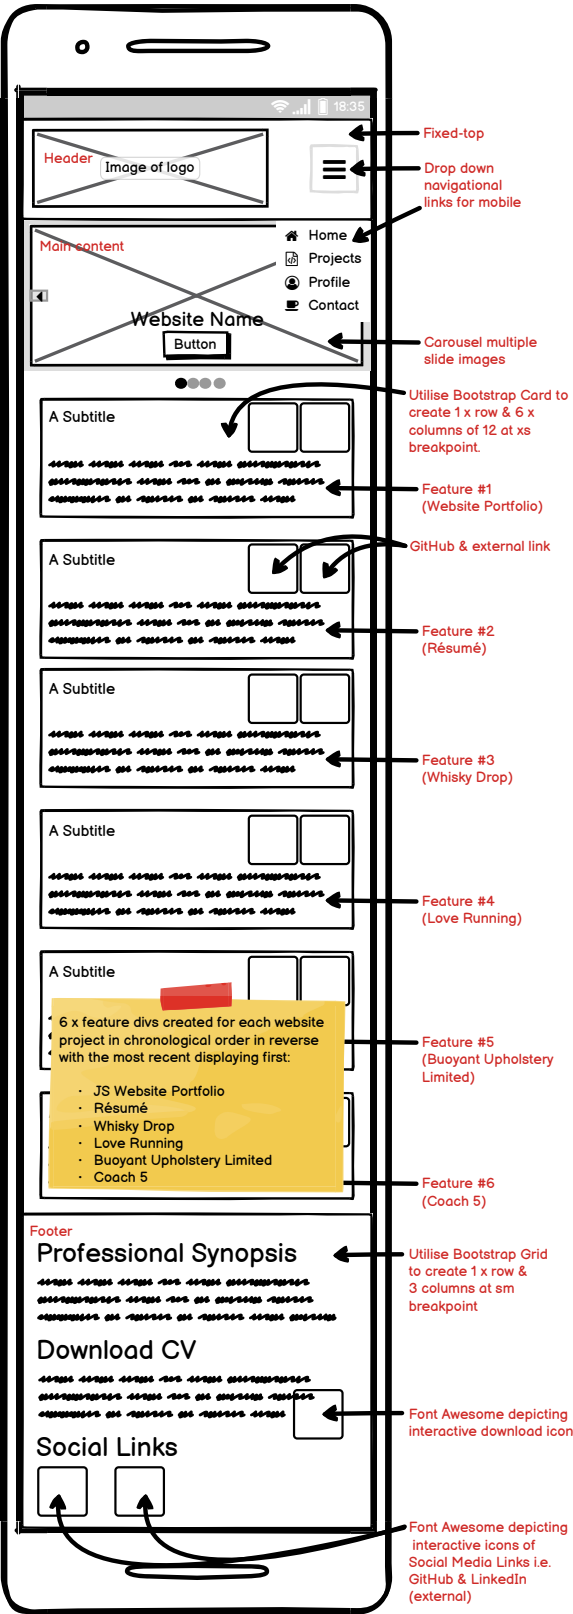 18:35
Fixed-top
Header
Image of logo
Drop down
navigational
links for mobile
Main content
Home
Projects
Profile
Contact
Website Name
Button
Carousel multiple
slide images
Utilise Bootstrap Card to
create 1 x row & 6 x
columns of 12 at xs
breakpoint.
A Subtitle
Feature #1
(Website Portfolio)
GitHub & external link
A Subtitle
Feature #2
(Résumé)
A Subtitle
Feature #3
(Whisky Drop)
A Subtitle
Feature #4
(Love Running)
A Subtitle
6 x feature divs created for each website
project in chronological order in reverse
with the most recent displaying first:
· JS Website Portfolio
· Résumé
· Whisky Drop
· Love Running
· Buoyant Upholstery Limited
· Coach 5
Feature #5
(Buoyant Upholstery
Limited)
Feature #6
(Coach 5)
Footer
Professional Synopsis
Utilise Bootstrap Grid
to create 1 x row &
3 columns at sm
breakpoint
Download CV
Font Awesome depicting
interactive download icon
Social Links
Font Awesome depicting
interactive icons of
Social Media Links i.e.
GitHub & LinkedIn
(external)